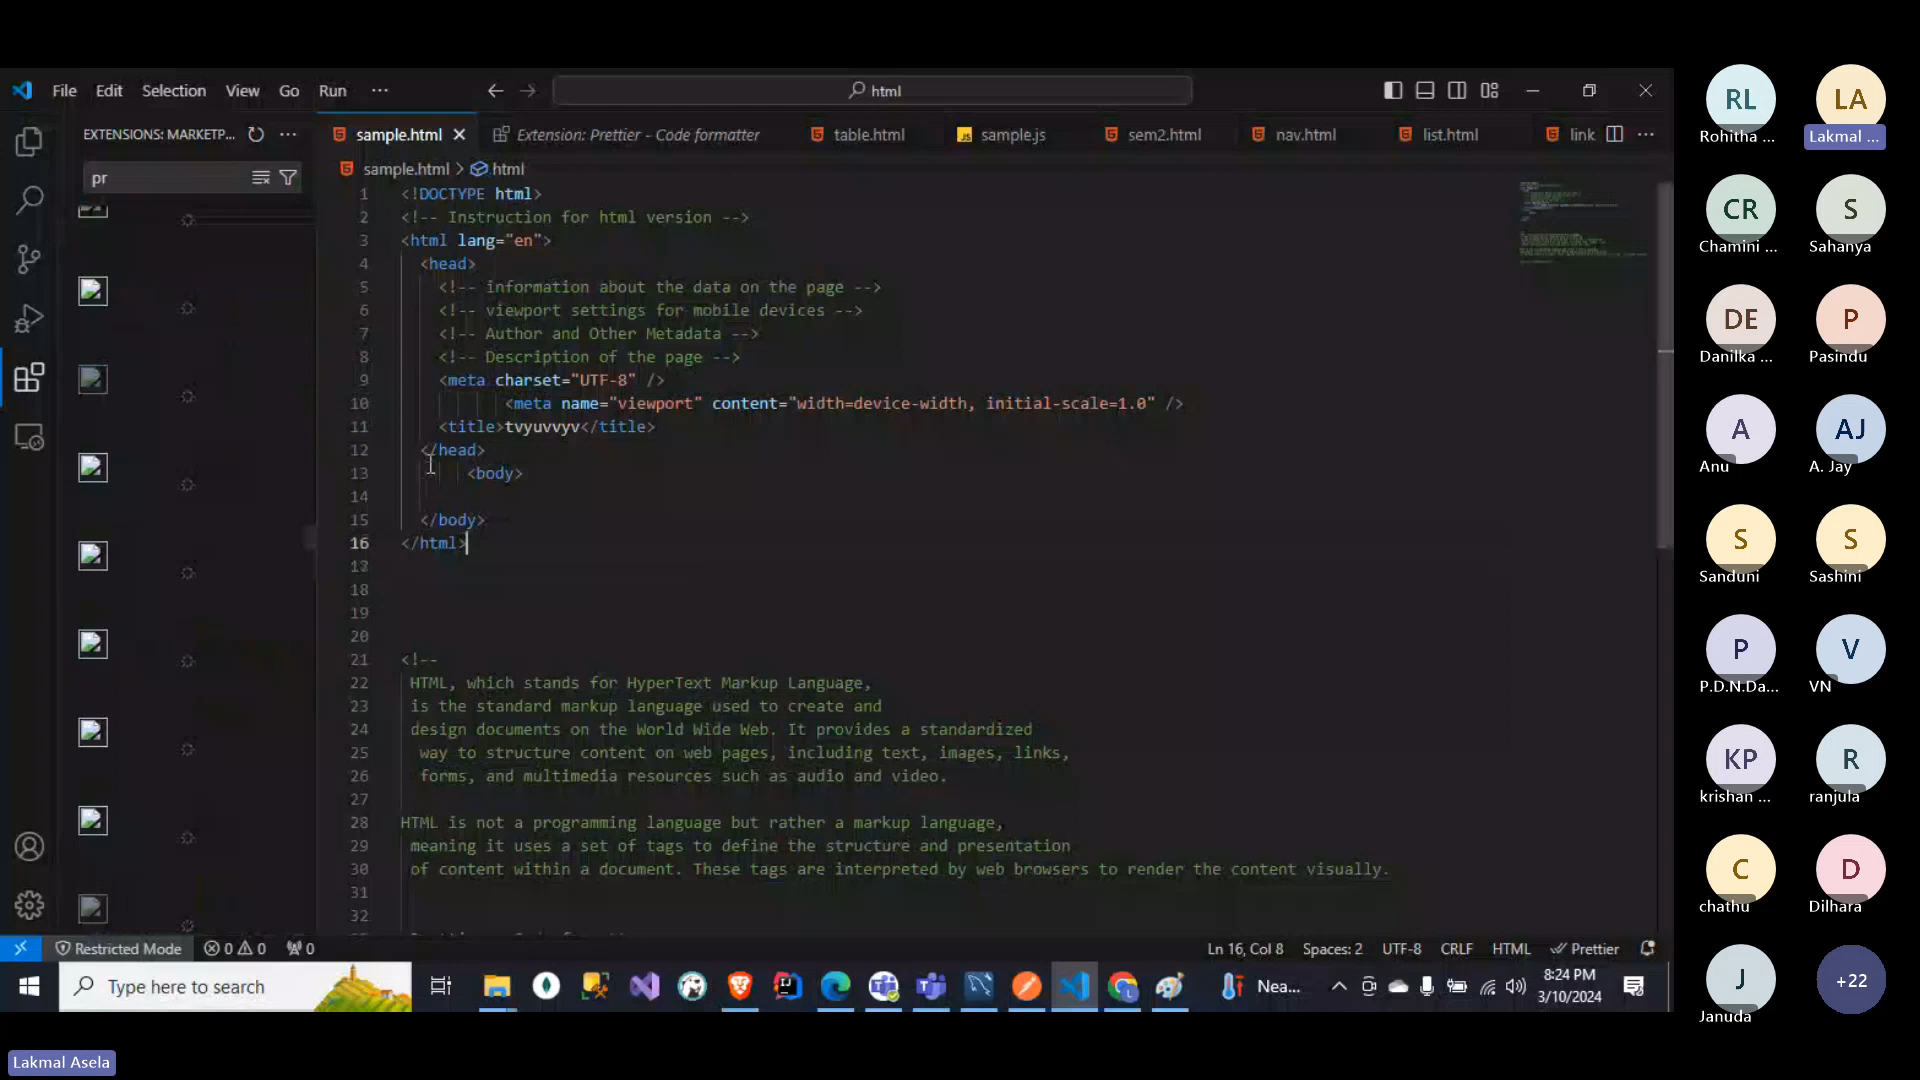 File Edit Selection View Go Run ...
html
EXTENSIONS: MARKETP...
pr
sample.html
Extension: Prettier - Code formatter
table.html
sample.js
sem2.html
nav.html
list.html
link
sample.html > html
1 <!DOCTYPE html>
2 <!-- Instruction for html version -->
3 <html lang="en">
4 <head>
5 <!-- information about the data on the page -->
6 <!-- viewport settings for mobile devices -->
7 <!-- Author and Other Metadata -->
8 <!-- Description of the page -->
9 <meta charset="UTF-8" />
10 <meta name="viewport" content="width=device-width, initial-scale=1.0" />
11 <title>tvyuvvyv</title>
12 </head>
13 <body>
14
15 </body>
16 </html>
13
18
19
20
21 <!--
22 HTML, which stands for HyperText Markup Language,
23 is the standard markup language used to create and
24 design documents on the World Wide Web. It provides a standardized
25 way to structure content on web pages, including text, images, links,
26 forms, and multimedia resources such as audio and video.
27
28 HTML is not a programming language but rather a markup language,
29 meaning it uses a set of tags to define the structure and presentation
30 of content within a document. These tags are interpreted by web browsers to render the content visually.
31
32
Restricted Mode
0 0
0
Ln 16, Col 8
Spaces: 2
UTF-8
CRLF
HTML
Prettier
Type here to search
Nea...
8:24 PM
3/10/2024
RL
Rohitha ...
LA
Lakmal ...
CR
Chamini ...
S
Sahanya
DE
Danilka ...
P
Pasindu
A
Anu
AJ
A. Jay
S
Sanduni
S
Sashini
P
P.D.N.Da...
V
VN
KP
krishan ...
R
ranjula
C
chathu
D
Dilhara
J
Januda
+22
Lakmal Asela